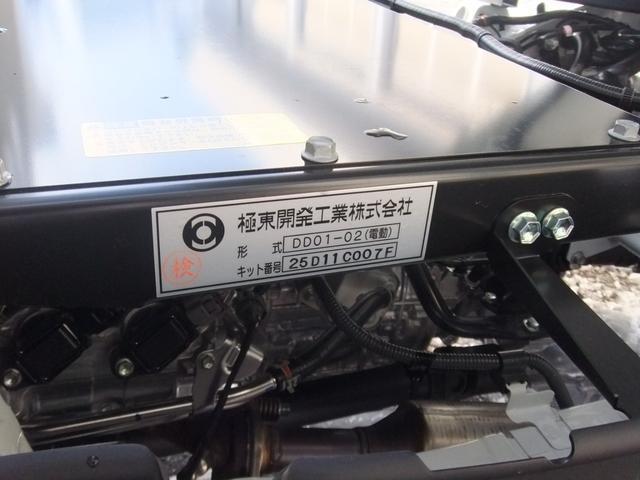 極東開発工業株式会社
形式 DD01-02(電動)
キット番号 25D11C007F
検